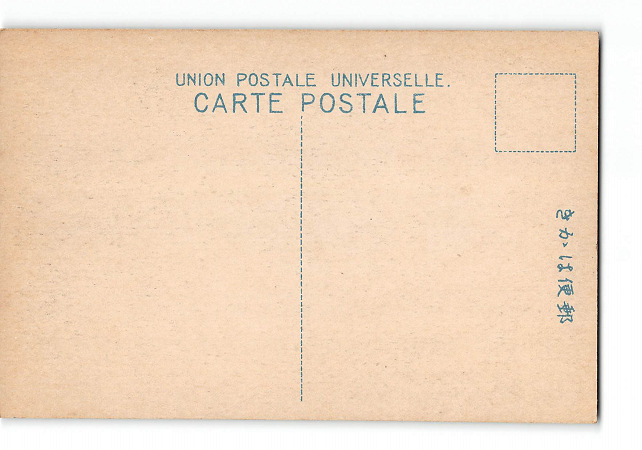 UNION POSTALE UNIVERSELLE.
CARTE POSTALE
きかは便郵